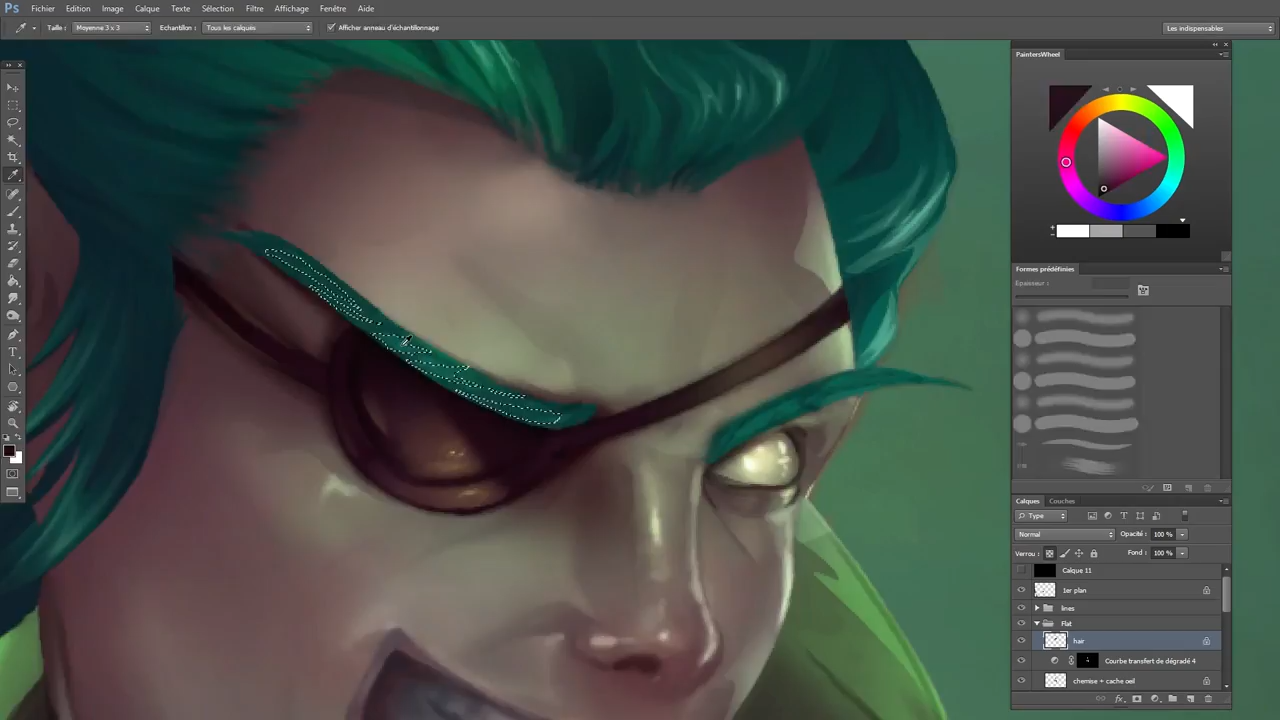 Ps Fichier Edition Image Calque Texte Sélection Filtre Affichage Fenêtre Aide
Taille : Moyenne 3 x 3 Echantillon : Tous les calques Afficher anneau d'échantillonnage Les indispensables
PaintersWheel
Formes prédéfinies
Epaisseur :
Calques Couches
Type
Normal Opacité : 100 %
Verrou : Fond : 100 %
Calque 11
1er plan
lines
Flat
hair
Courbe transfert de dégradé 4
chemise + cache oeil